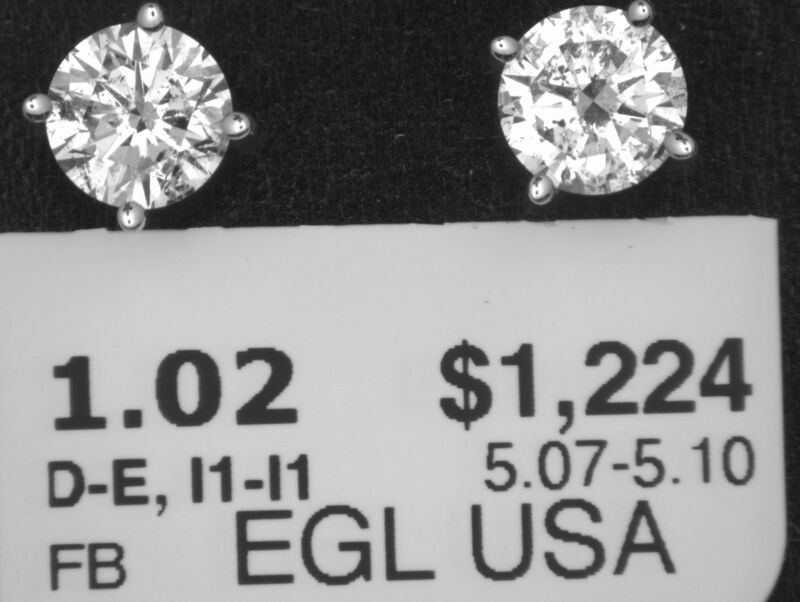 1.02 $1,224
D-E, I1-I1 5.07-5.10
FB EGL USA